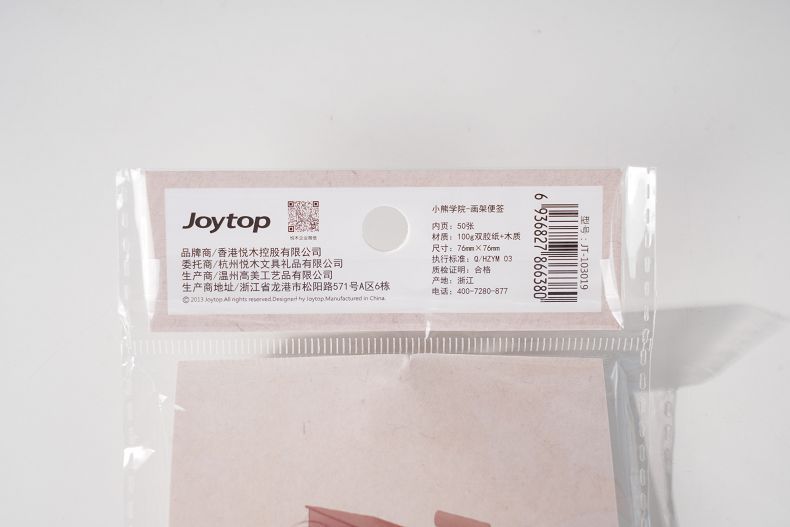 Joytop
悦木企业微信
品牌商/香港悦木控股有限公司
委托商/杭州悦木文具礼品有限公司
生产商/温州高美工艺品有限公司
生产商地址/浙江省龙港市松阳路571号A区6栋
©2013 Joytop.All rights reserved.Designed by Joytop.Manufactured in China.
小熊学院-画架便签
内页: 50张
材质: 100g双胶纸+木质
尺寸: 76mm×76mm
执行标准: Q/HZYM 03
质检证明: 合格
产地: 浙江
电话: 400-7280-877
6 936827 866380
型号: JT-103019